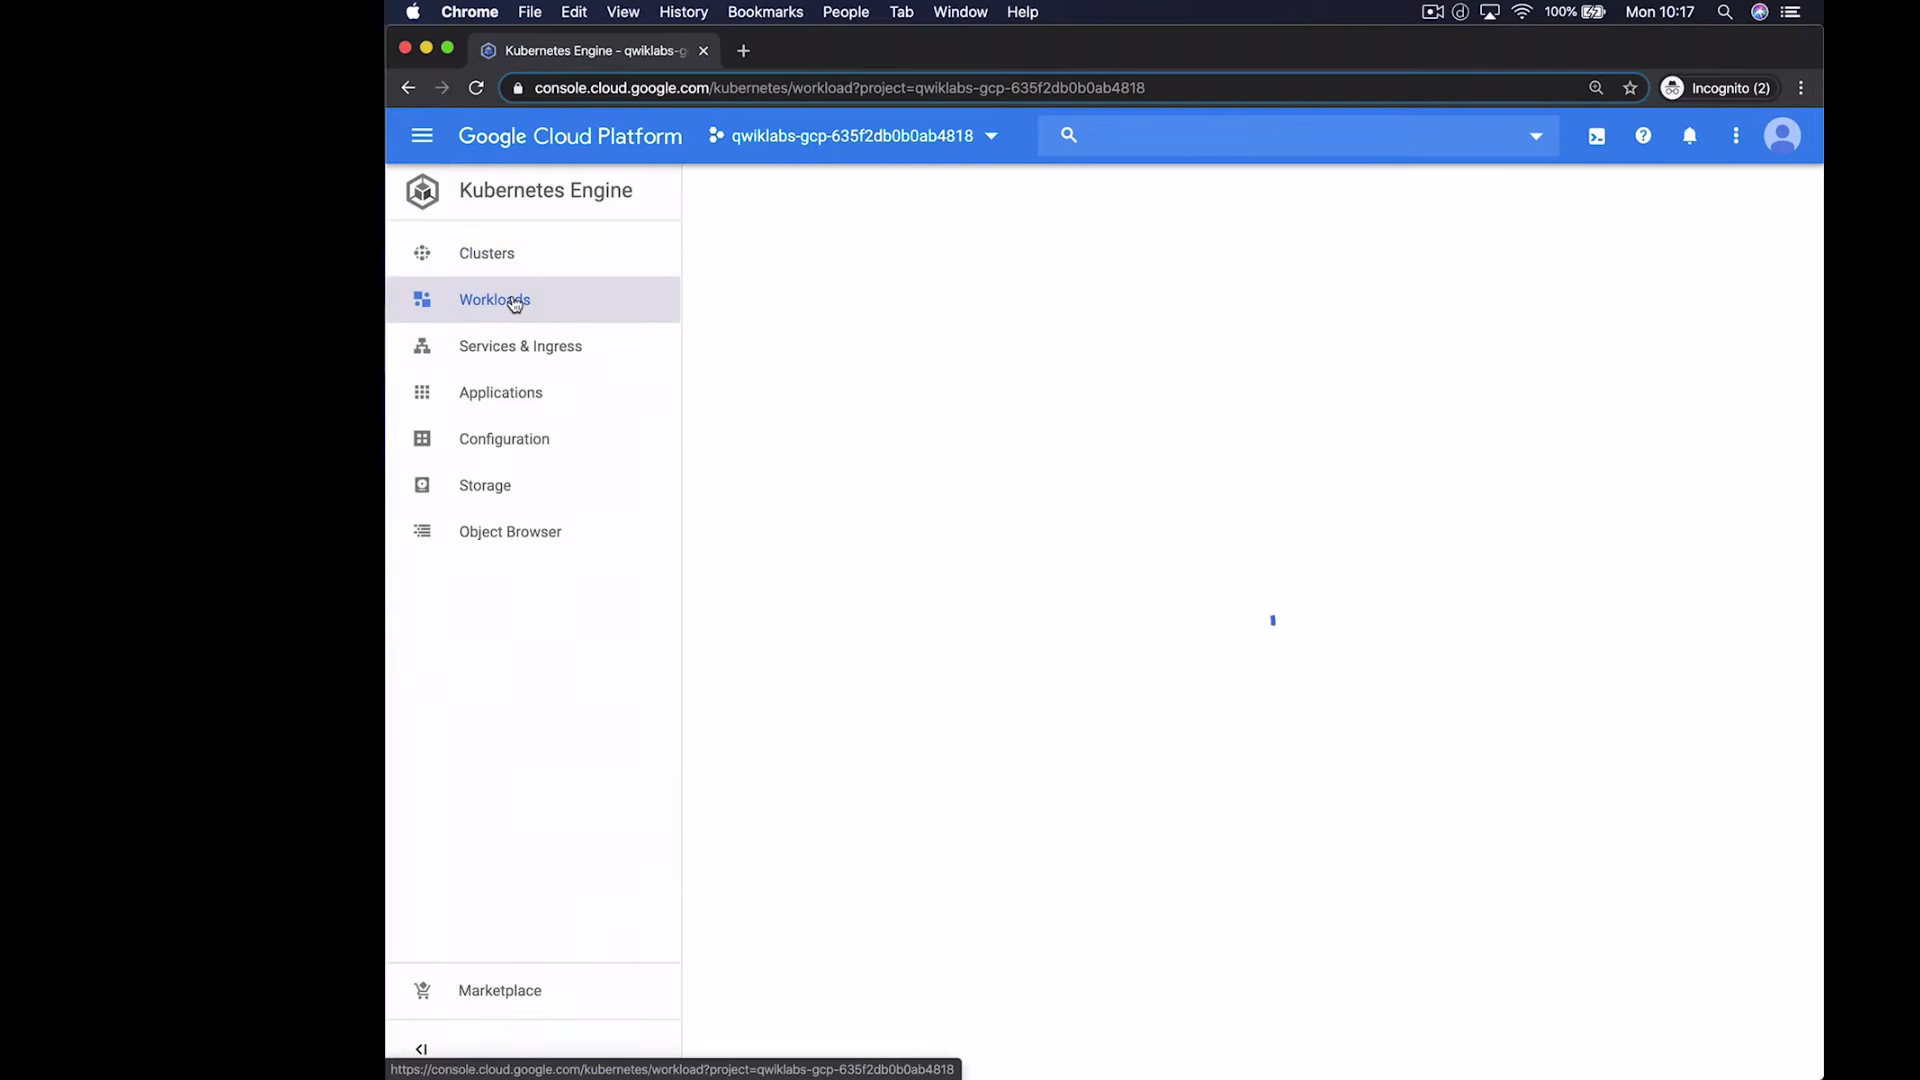 Chrome File Edit View History Bookmarks People Tab Window Help 100% Mon 10:17
Kubernetes Engine - qwiklabs-g
console.cloud.google.com/kubernetes/workload?project=qwiklabs-gcp-635f2db0b0ab4818 Incognito (2)
Google Cloud Platform qwiklabs-gcp-635f2db0b0ab4818
Kubernetes Engine
Clusters
Workloads
Services & Ingress
Applications
Configuration
Storage
Object Browser
Marketplace
https://console.cloud.google.com/kubernetes/workload?project=qwiklabs-gcp-635f2db0b0ab4818